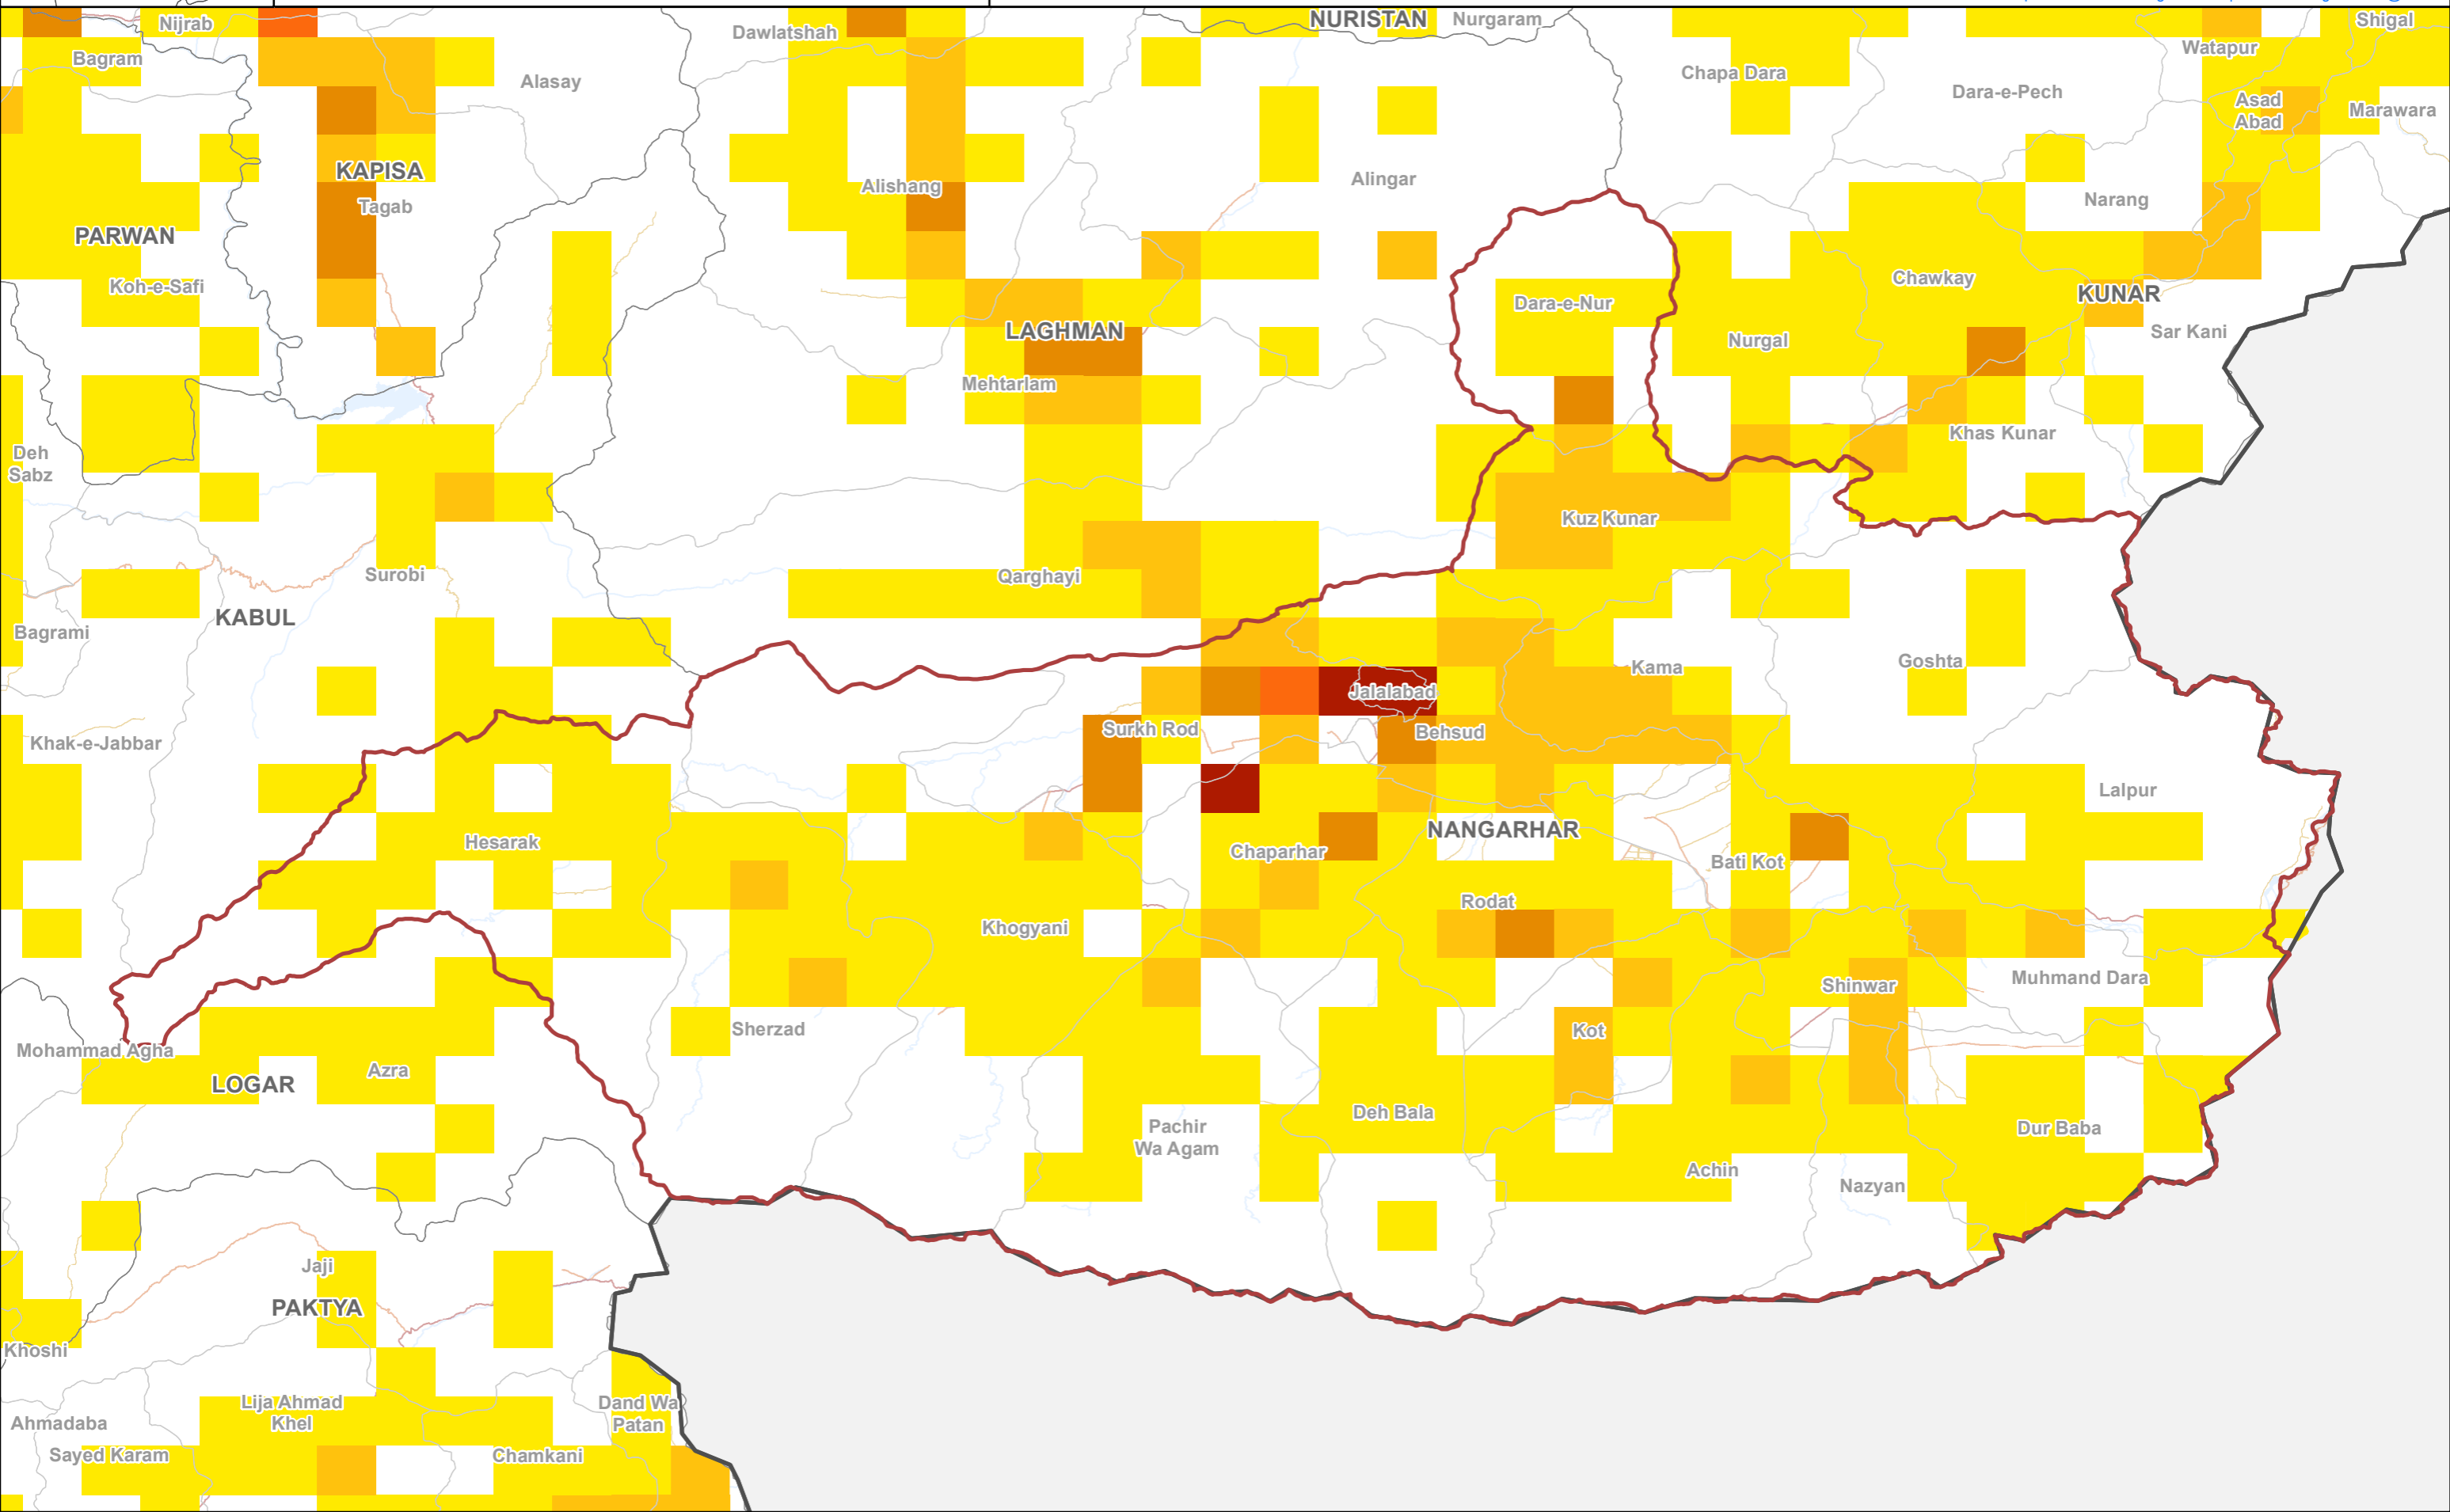 Nijrab
Dawlatshah
NURISTAN
Nurgaram
Shigal
Bagram
Alasay
Chapa Dara
Watapur
Dara-e-Pech
Asad
Abad
Marawara
KAPISA
Tagab
Alishang
Alingar
Narang
PARWAN
Koh-e-Safi
LAGHMAN
Dara-e-Nur
Chawkay
KUNAR
Nurgal
Sar Kani
Mehtarlam
Deh
Sabz
Khas Kunar
Kuz Kunar
Surobi
Qarghayi
KABUL
Bagrami
Kama
Goshta
Jalalabad
Khak-e-Jabbar
Surkh Rod
Behsud
Lalpur
Hesarak
NANGARHAR
Chaparhar
Bati Kot
Rodat
Khogyani
Shinwar
Muhmand Dara
Sherzad
Kot
Mohammad Agha
LOGAR
Azra
Deh Bala
Pachir
Wa Agam
Dur Baba
Achin
Nazyan
Jaji
PAKTYA
Khoshi
Lija Ahmad
Khel
Dand Wa
Patan
Ahmadaba
Sayed Karam
Chamkani